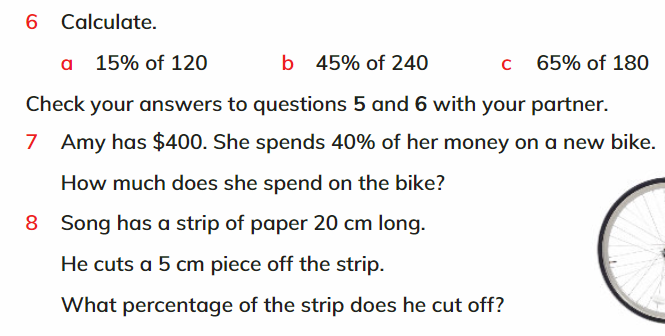 6 Calculate.
a 15% of 120 b 45% of 240 c 65% of 180
Check your answers to questions 5 and 6 with your partner.
7 Amy has $400. She spends 40% of her money on a new bike.
How much does she spend on the bike?
8 Song has a strip of paper 20 cm long.
He cuts a 5 cm piece off the strip.
What percentage of the strip does he cut off?